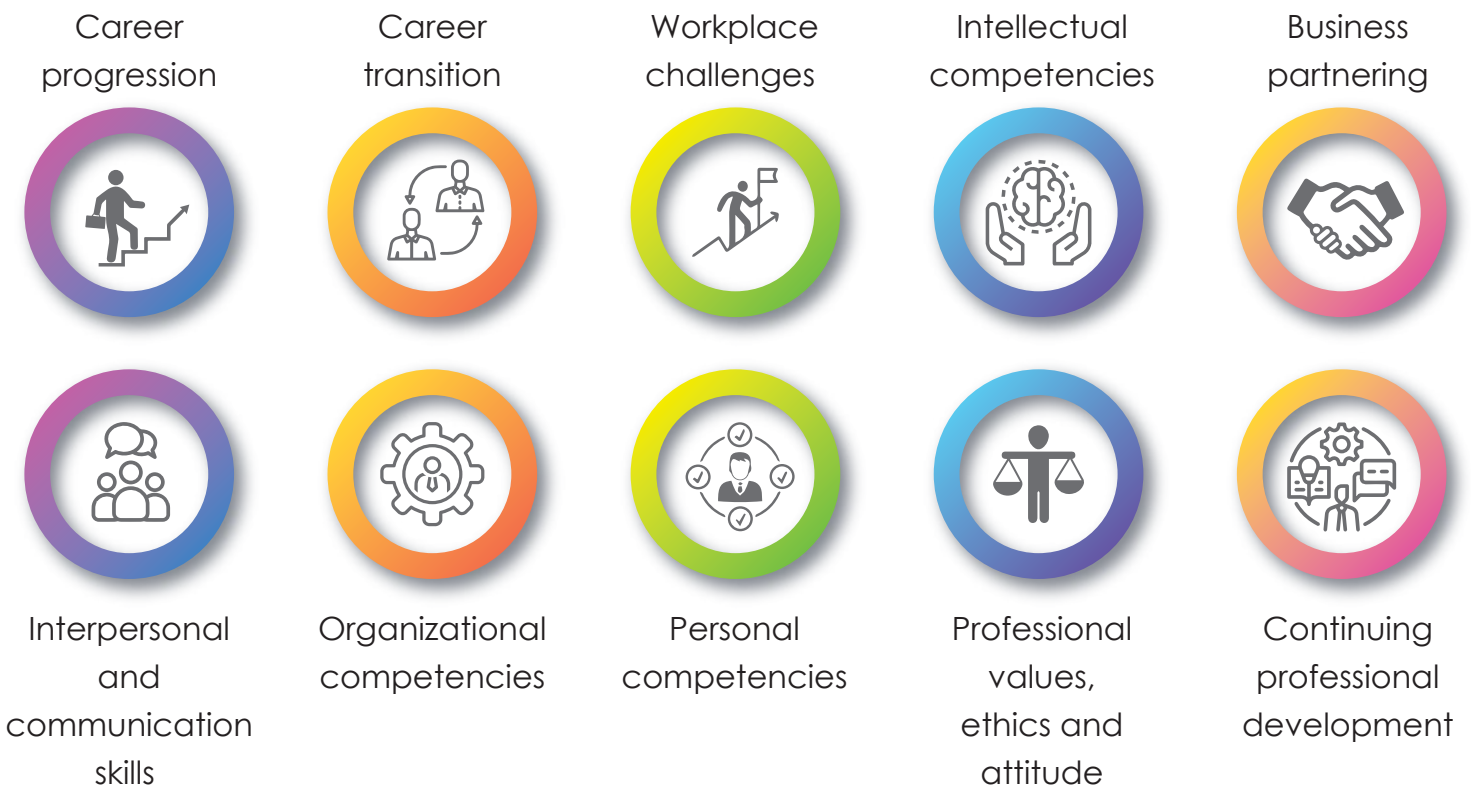 Career
progression
Career
transition
Workplace
challenges
Intellectual
competencies
Business
partnering
Interpersonal
and
communication
skills
Organizational
competencies
Personal
competencies
Professional
values,
ethics and
attitude
Continuing
professional
development